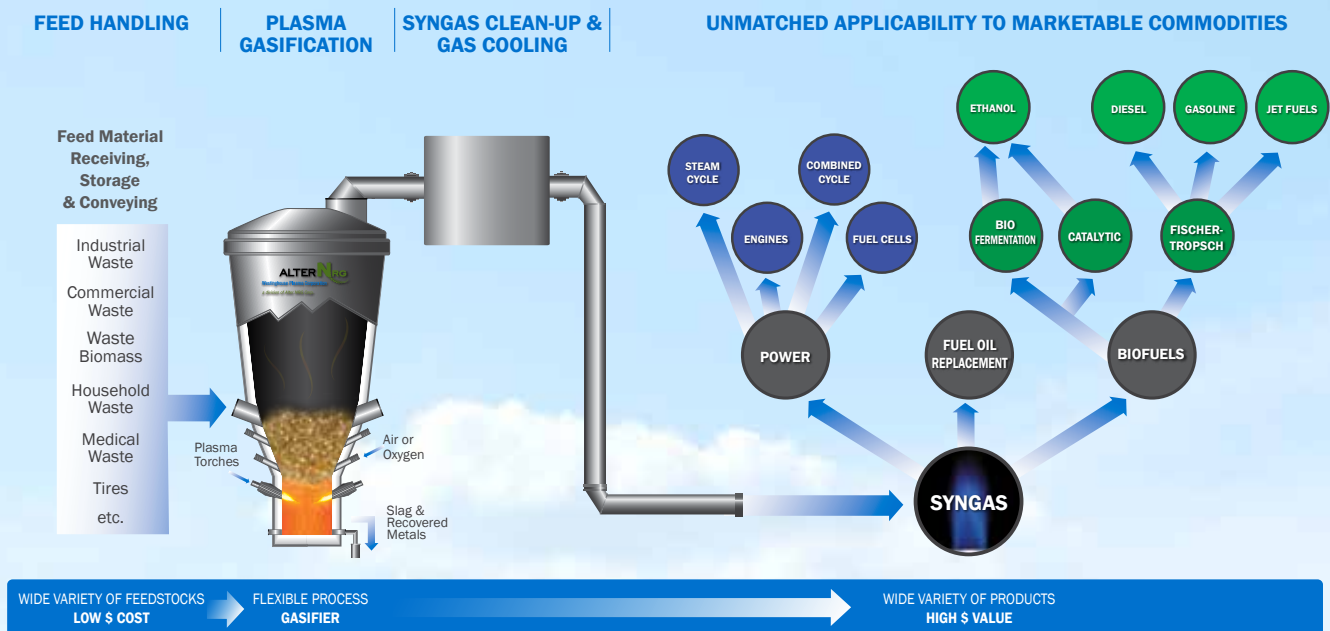 FEED HANDLING
PLASMA
GASIFICATION
SYNGAS CLEAN-UP &
GAS COOLING
UNMATCHED APPLICABILITY TO MARKETABLE COMMODITIES
Feed Material
Receiving,
Storage
& Conveying
Industrial
Waste
Commercial
Waste
Waste
Biomass
Household
Waste
Medical
Waste
Tires
etc.
ALTER NRG
Westinghouse Plasma Corporation
Plasma
Torches
Air or
Oxygen
Slag &
Recovered
Metals
STEAM
CYCLE
ENGINES
COMBINED
CYCLE
FUEL CELLS
POWER
ETHANOL
BIO
FERMENTATION
CATALYTIC
DIESEL
GASOLINE
JET FUELS
FISCHER-
TROPSCH
FUEL OIL
REPLACEMENT
BIOFUELS
SYNGAS
WIDE VARIETY OF FEEDSTOCKS
LOW $ COST
FLEXIBLE PROCESS
GASIFIER
WIDE VARIETY OF PRODUCTS
HIGH $ VALUE